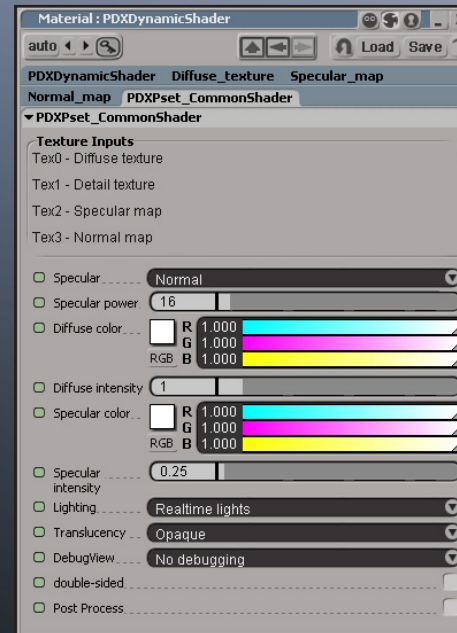 Material : PDXDynamicShader
auto Load Save
PDXDynamicShader Diffuse_texture Specular_map
Normal_map PDXPset_CommonShader
PDXPset_CommonShader
Texture Inputs
Tex0 - Diffuse texture
Tex1 - Detail texture
Tex2 - Specular map
Tex3 - Normal map
Specular Normal
Specular power 16
Diffuse color R 1.000
G 1.000
RGB B 1.000
Diffuse intensity 1
Specular color R 1.000
G 1.000
RGB B 1.000
Specular 0.25
intensity
Lighting Realtime lights
Translucency Opaque
DebugView No debugging
double-sided
Post Process